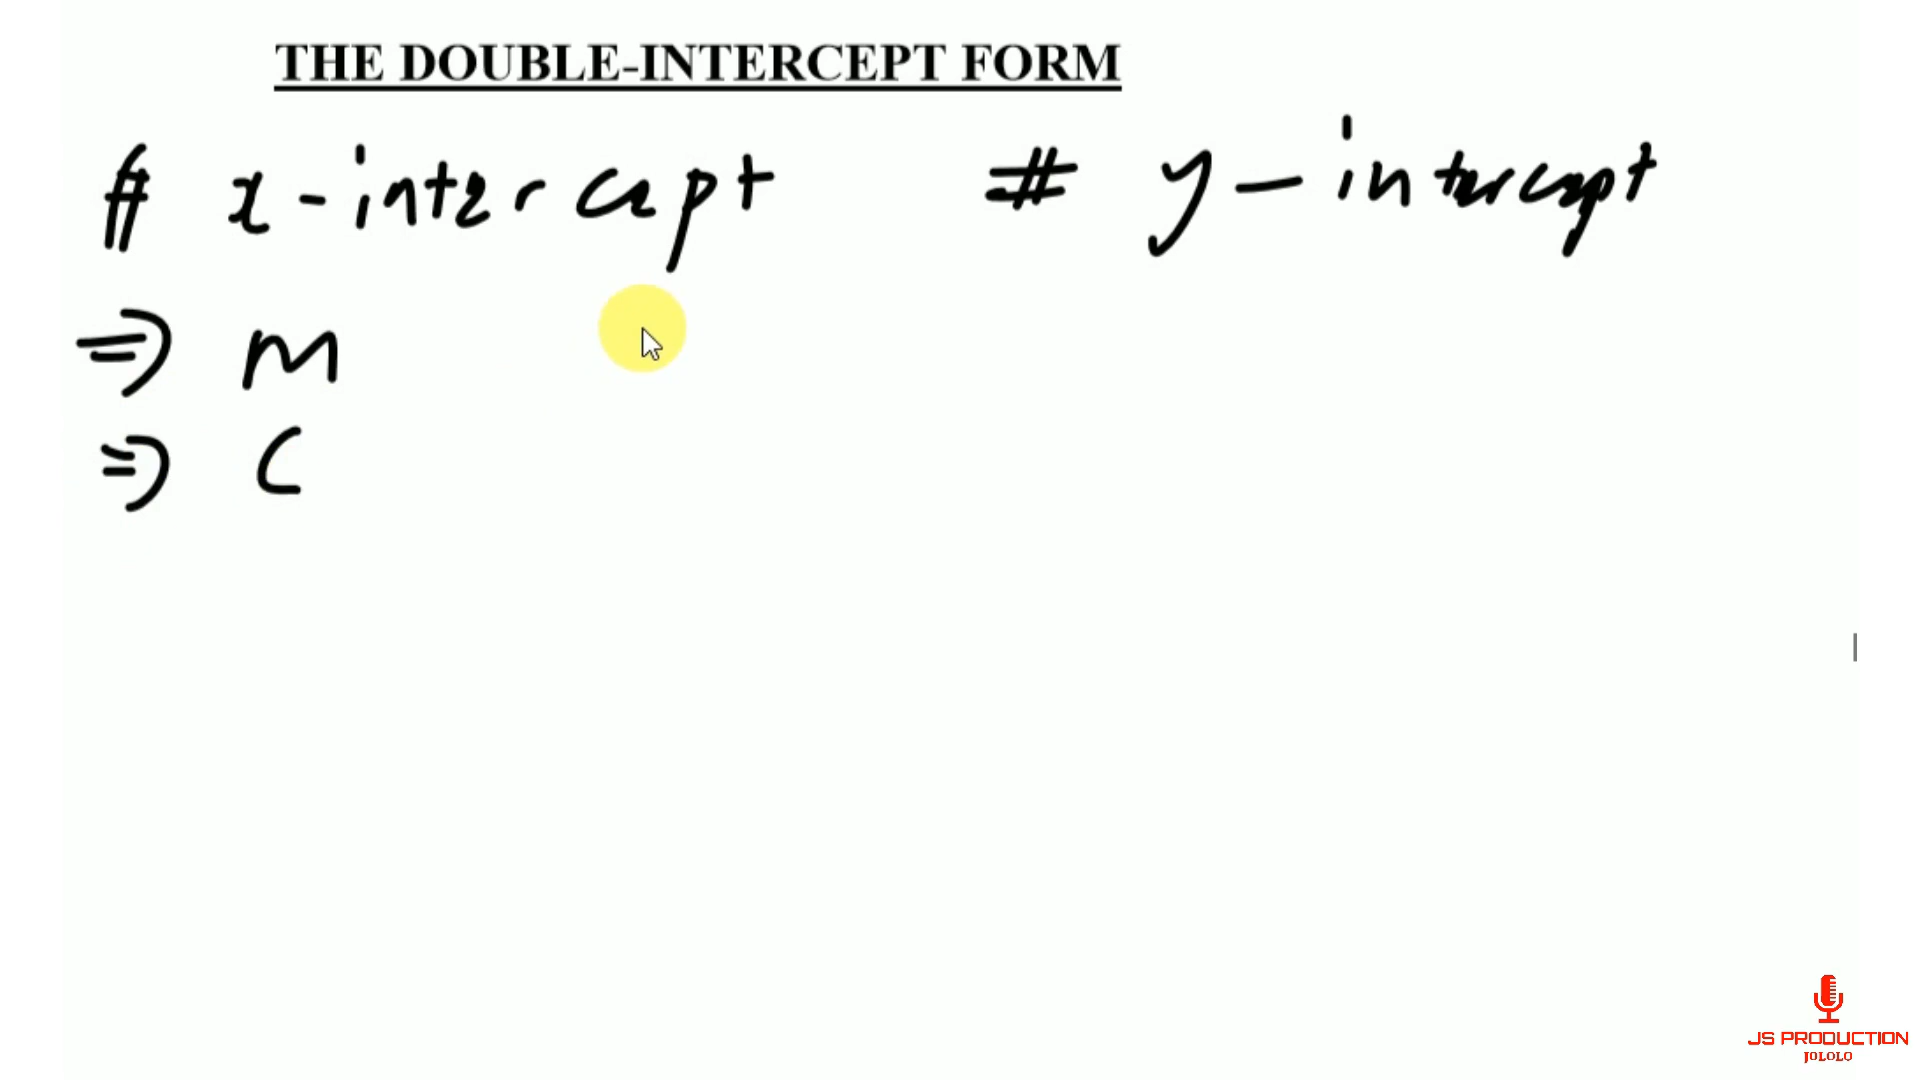 THE DOUBLE-INTERCEPT FORM
# x-intercept # y-intercept
⇒ m
⇒ c
JS PRODUCTION
JOLOLO